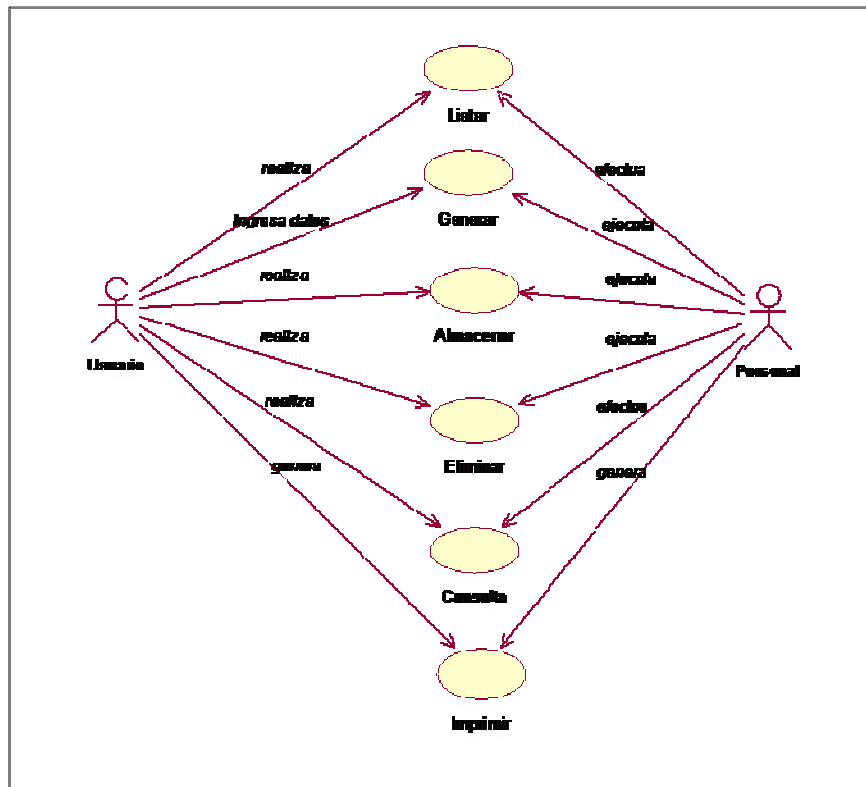 Listar
realiza
efectua
Ingresa datos
Generar
ejecuta
realiza
ejecuta
Almacenar
realiza
ejecuta
Usuario
Personal
realiza
efectua
Eliminar
genera
genera
Consulta
Imprimir